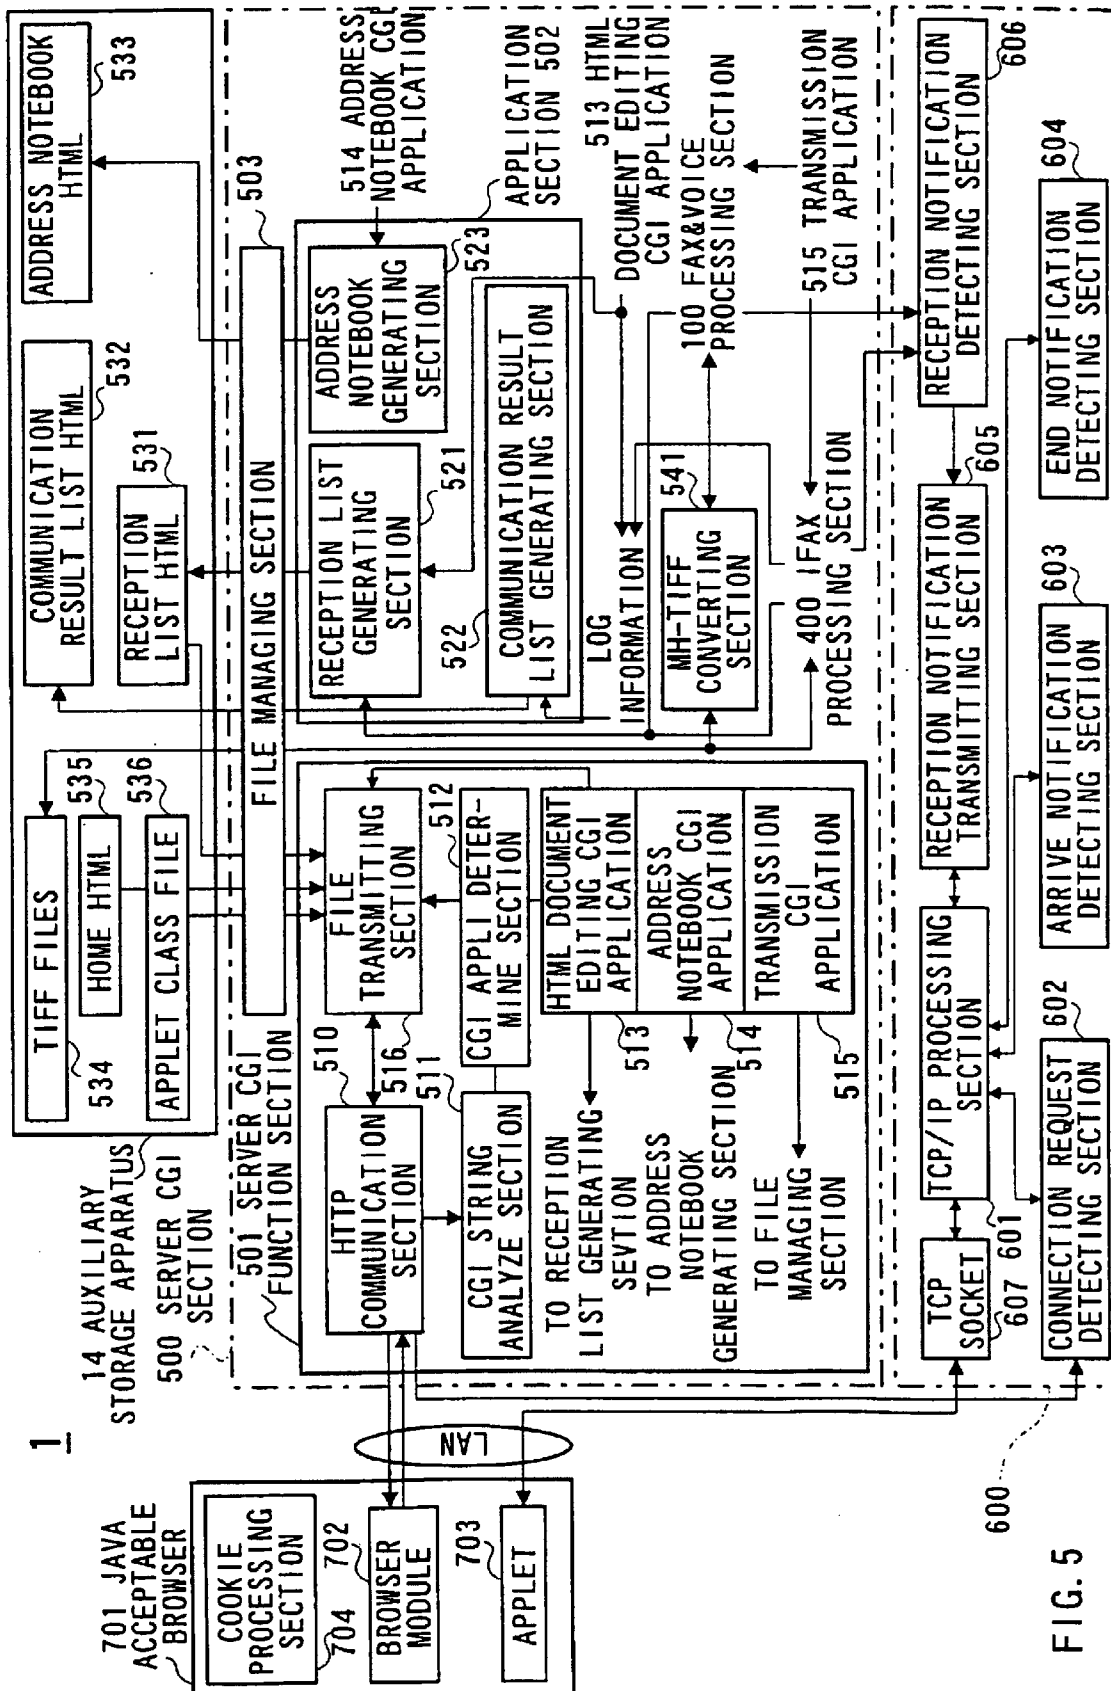 1
701 JAVA
ACCEPTABLE
BROWSER
COOKIE
PROCESSING
SECTION
704
702
BROWSER
MODULE
703
APPLET
LAN
14 AUXILIARY
STORAGE APPARATUS
500 SERVER CGI
SECTION
501 SERVER CGI
FUNCTION SECTION
TIFF FILES
534
HOME HTML
535
APPLET CLASS FILE
536
COMMUNICATION
RESULT LIST HTML
532
RECEPTION
LIST HTML
531
ADDRESS NOTEBOOK
HTML
533
FILE MANAGING SECTION
503
HTTP
COMMUNICATION
SECTION
510
FILE
TRANSMITTING
SECTION
516
CGI STRING
ANALYZE SECTION
511
CGI APPLI DETER-
MINE SECTION
512
HTML DOCUMENT
EDITING CGI
APPLICATION
513
ADDRESS
NOTEBOOK CGI
APPLICATION
514
TRANSMISSION
CGI
APPLICATION
515
TO RECEPTION
LIST GENERATING
SEVTION
TO ADDRESS
NOTEBOOK
GENERATING SECTION
TO FILE
MANAGING
SECTION
514 ADDRESS
NOTEBOOK CGI
APPLICATION
APPLICATION
SECTION 502
RECEPTION LIST
GENERATING
SECTION
521
ADDRESS
NOTEBOOK
GENERATING
SECTION
523
522
COMMUNICATION RESULT
LIST GENERATING SECTION
LOG
INFORMATION
513 HTML
DOCUMENT EDITING
CGI APPLICATION
MH-TIFF
CONVERTING
SECTION
541
100 FAX&VOICE
PROCESSING SECTION
400 IFAX
PROCESSING SECTION
515 TRANSMISSION
CGI APPLICATION
TCP
SOCKET
607
TCP/IP PROCESSING
SECTION
601
RECEPTION NOTIFICATION
TRANSMITTING SECTION
605
RECEPTION NOTIFICATION
DETECTING SECTION
606
CONNECTION REQUEST
DETECTING SECTION
602
ARRIVE NOTIFICATION
DETECTING SECTION
603
END NOTIFICATION
DETECTING SECTION
604
600
FIG. 5